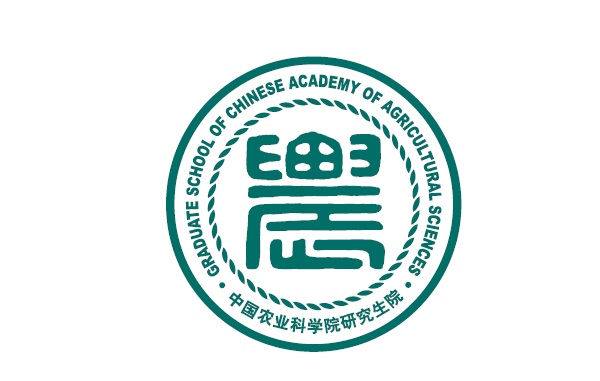 GRADUATE SCHOOL OF CHINESE ACADEMY OF AGRICULTURAL SCIENCES
農
中国农业科学院研究生院